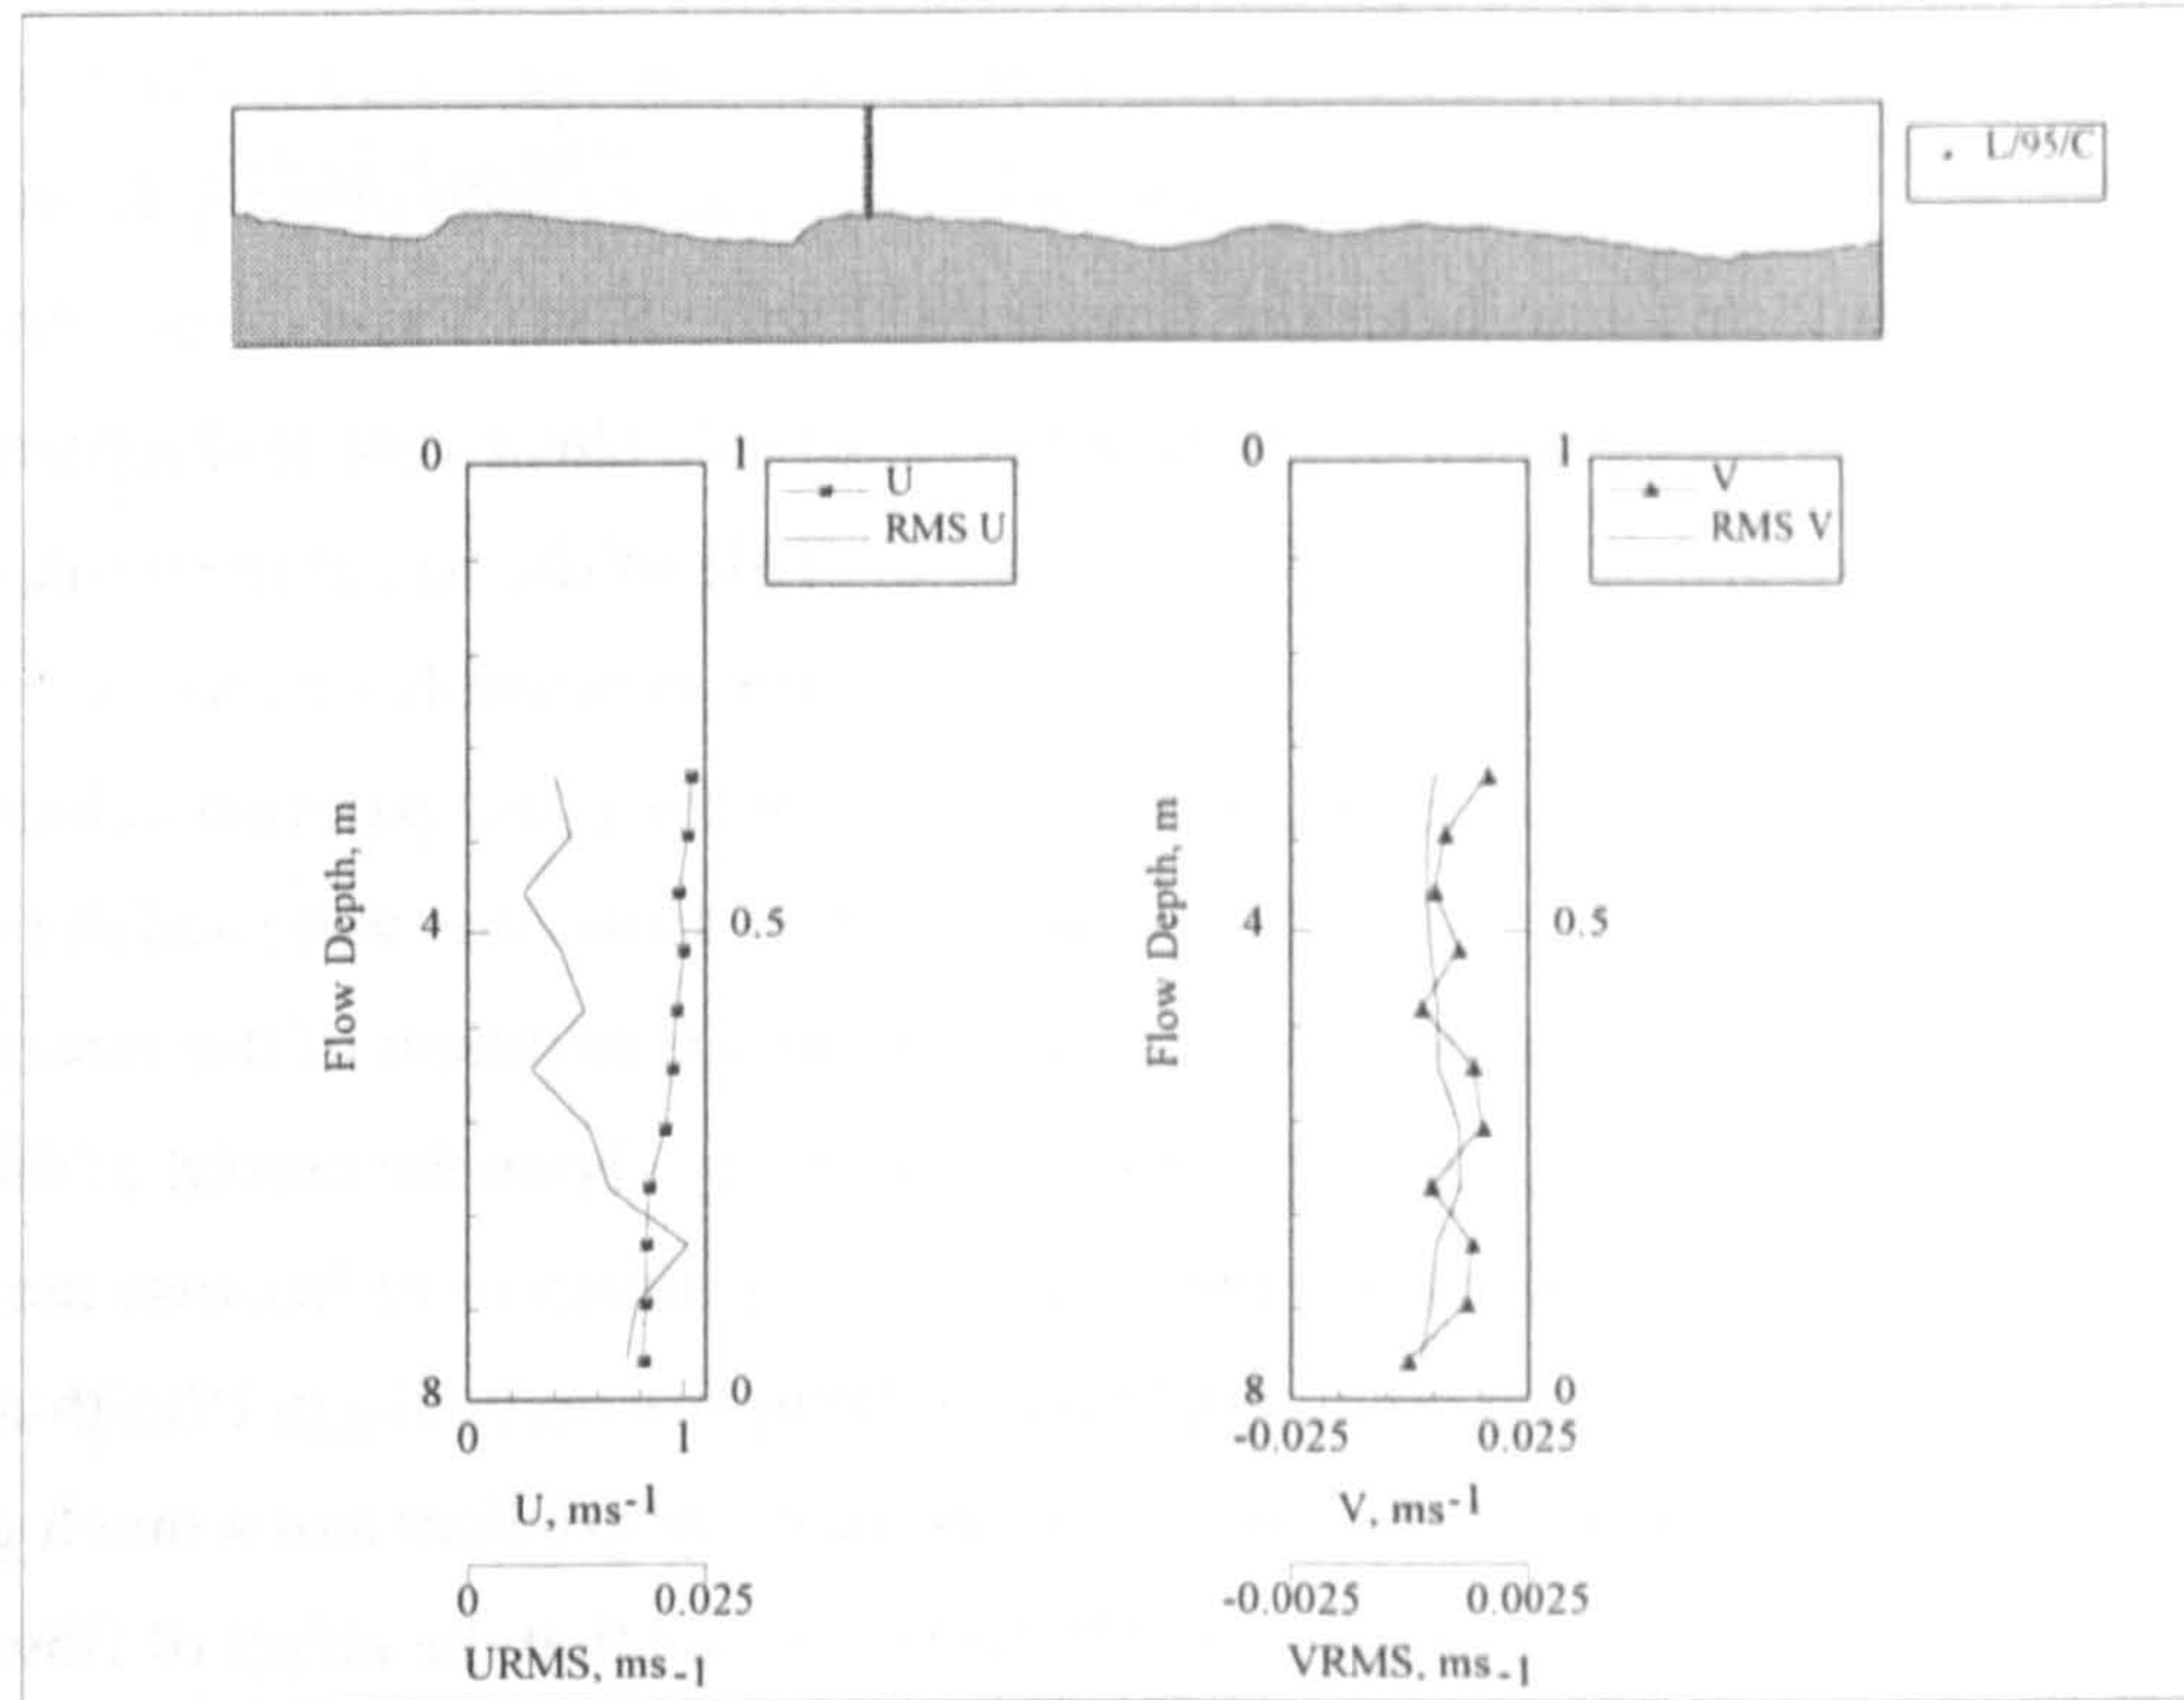 L/95/C
0
1
U
RMS U
Flow Depth, m
4
0.5
8
0
0
1
U, ms-1
0
0.025
URMS, ms-1
0
1
V
RMS V
Flow Depth, m
4
0.5
8
0
-0.025
0.025
V, ms-1
-0.0025
0.0025
VRMS, ms-1